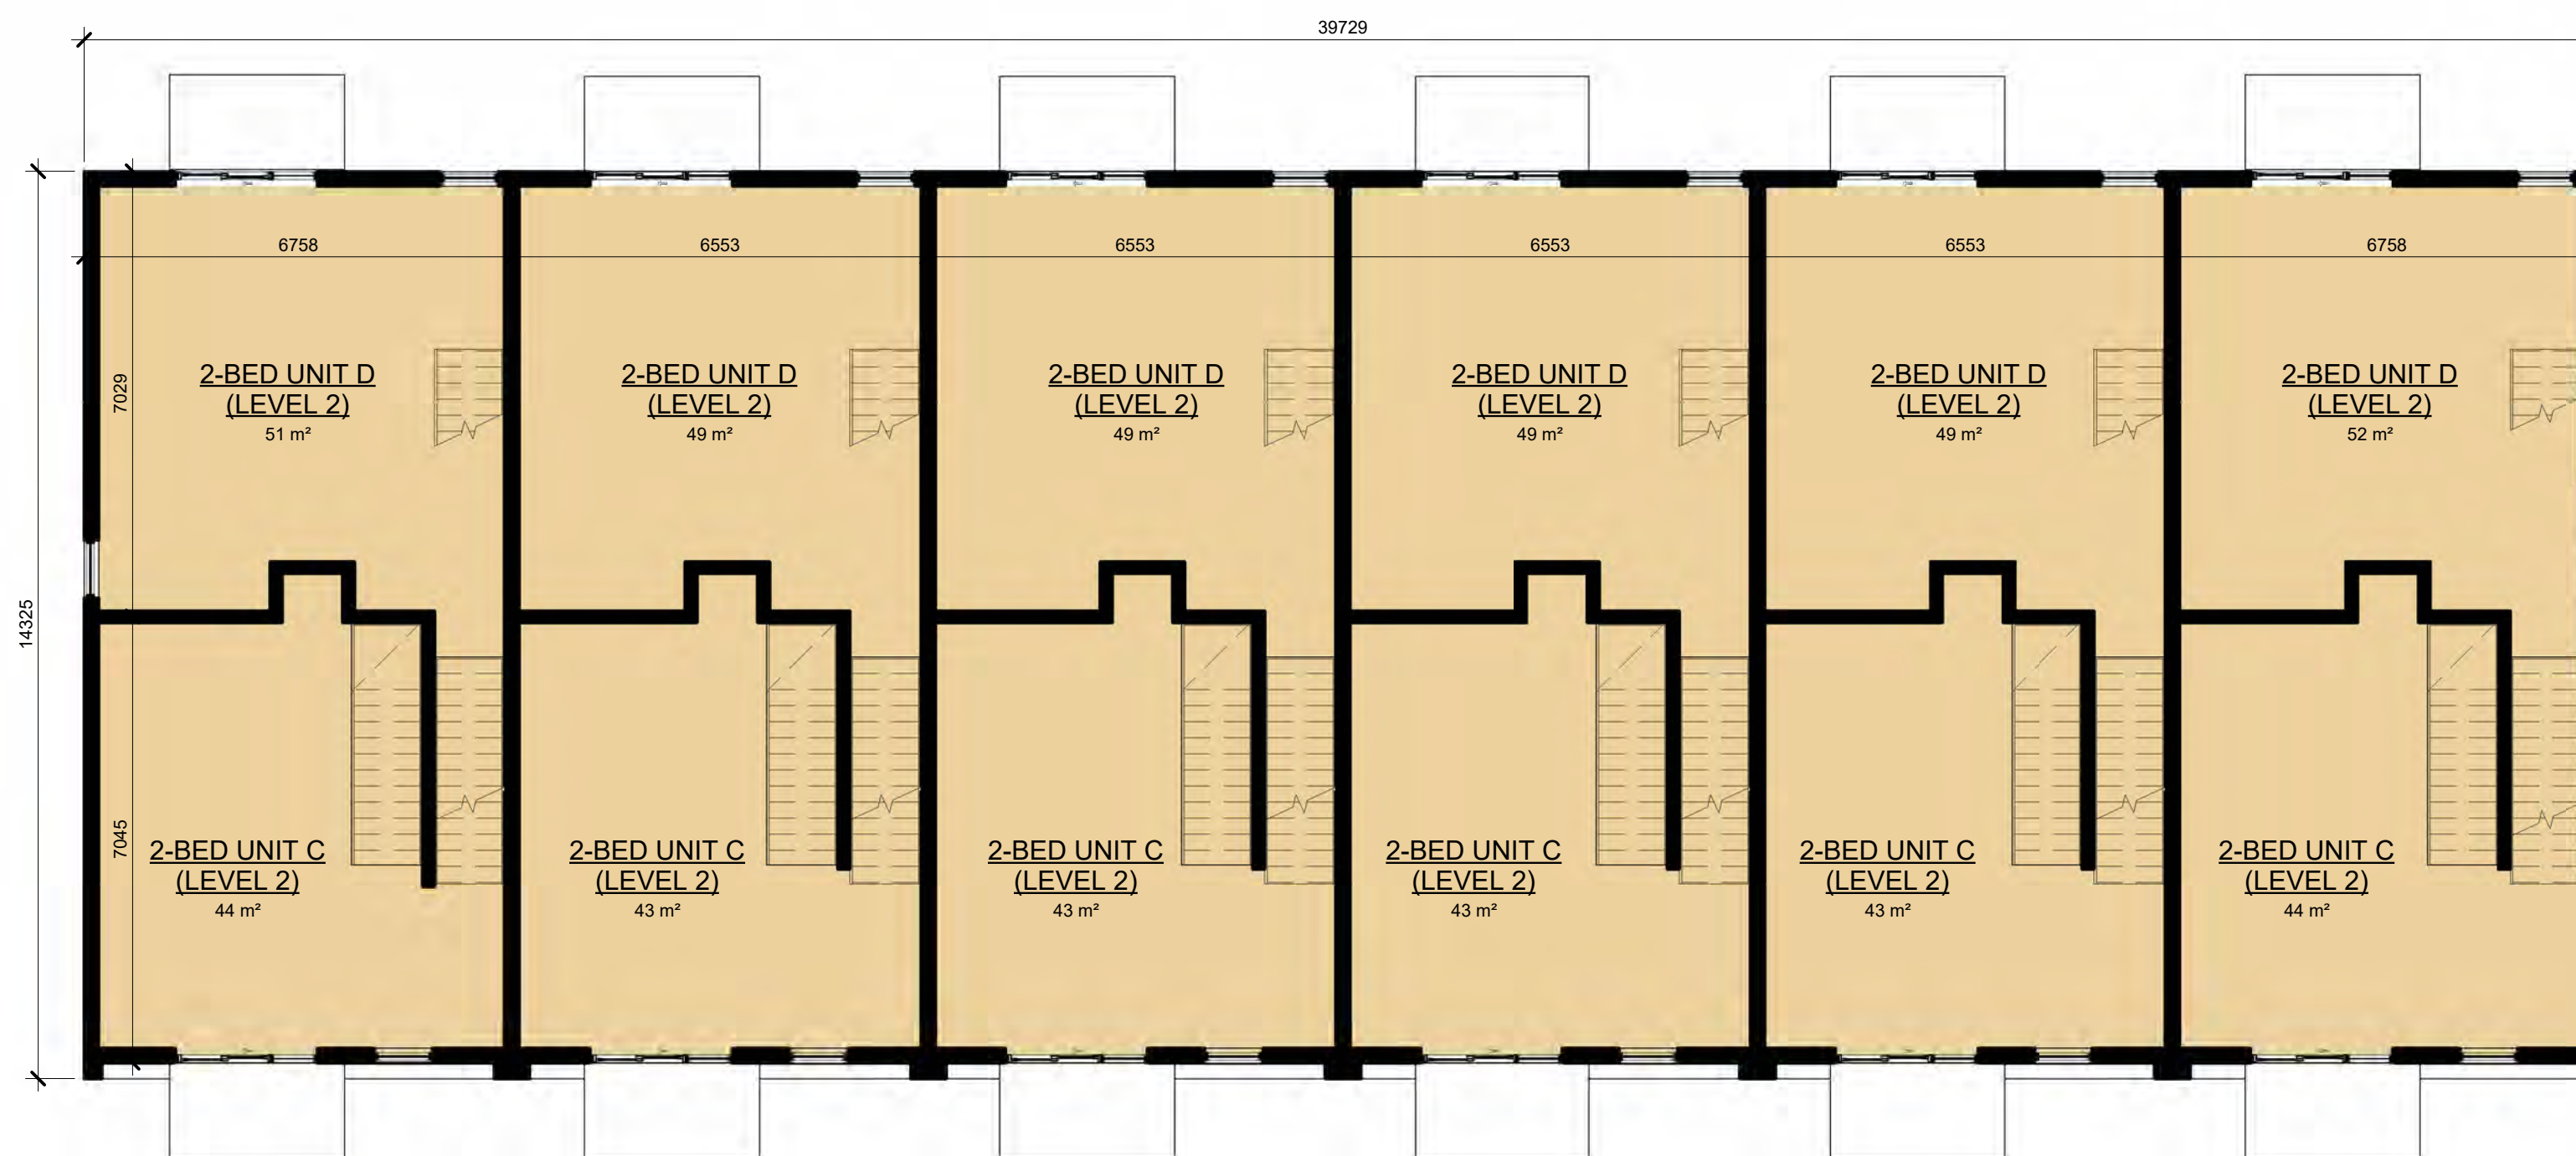 39729
6758
6553
6553
6553
6553
6758
7029
2-BED UNIT D
(LEVEL 2)
51 m²
2-BED UNIT D
(LEVEL 2)
49 m²
2-BED UNIT D
(LEVEL 2)
49 m²
2-BED UNIT D
(LEVEL 2)
49 m²
2-BED UNIT D
(LEVEL 2)
49 m²
2-BED UNIT D
(LEVEL 2)
52 m²
14325
7045
2-BED UNIT C
(LEVEL 2)
44 m²
2-BED UNIT C
(LEVEL 2)
43 m²
2-BED UNIT C
(LEVEL 2)
43 m²
2-BED UNIT C
(LEVEL 2)
43 m²
2-BED UNIT C
(LEVEL 2)
43 m²
2-BED UNIT C
(LEVEL 2)
44 m²